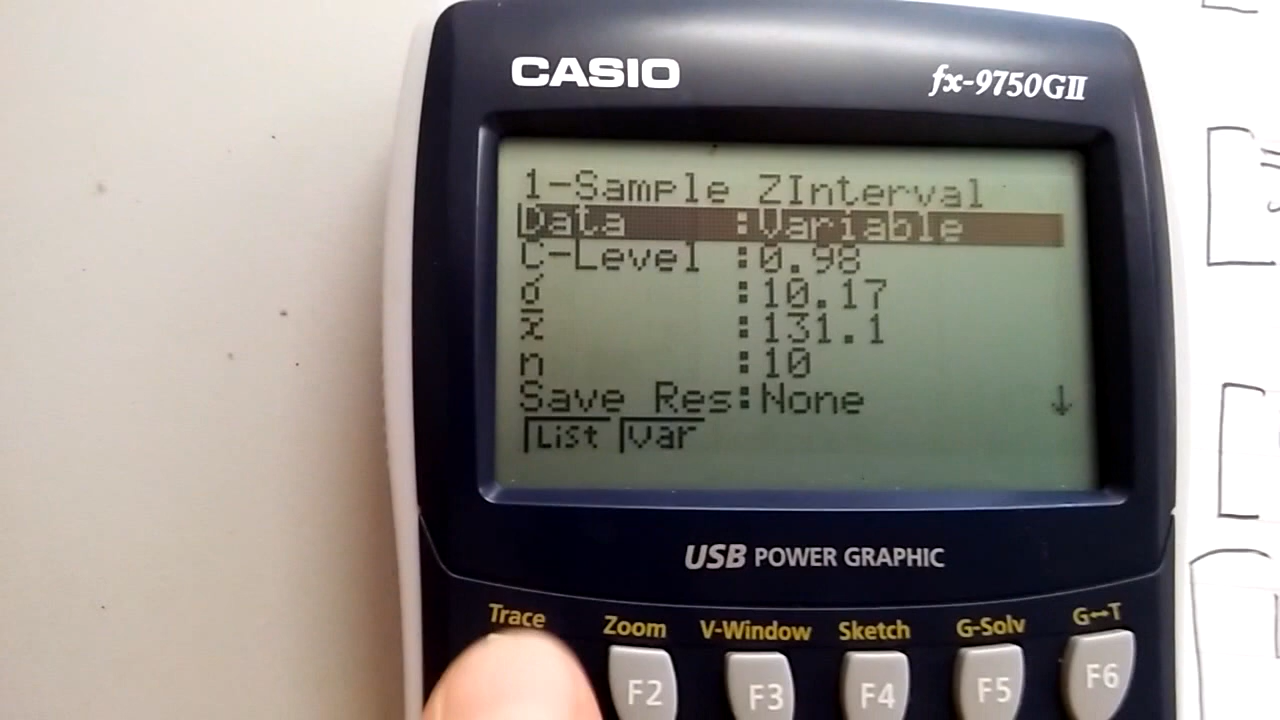 CASIO fx-9750GII
1-Sample ZInterval
Data :Variable
C-Level :0.98
σ :10.17
x̄ :131.1
n :10
Save Res:None ↓
List Var
USB POWER GRAPHIC
Trace Zoom V-Window Sketch G-Solv G↔T
F2 F3 F4 F5 F6